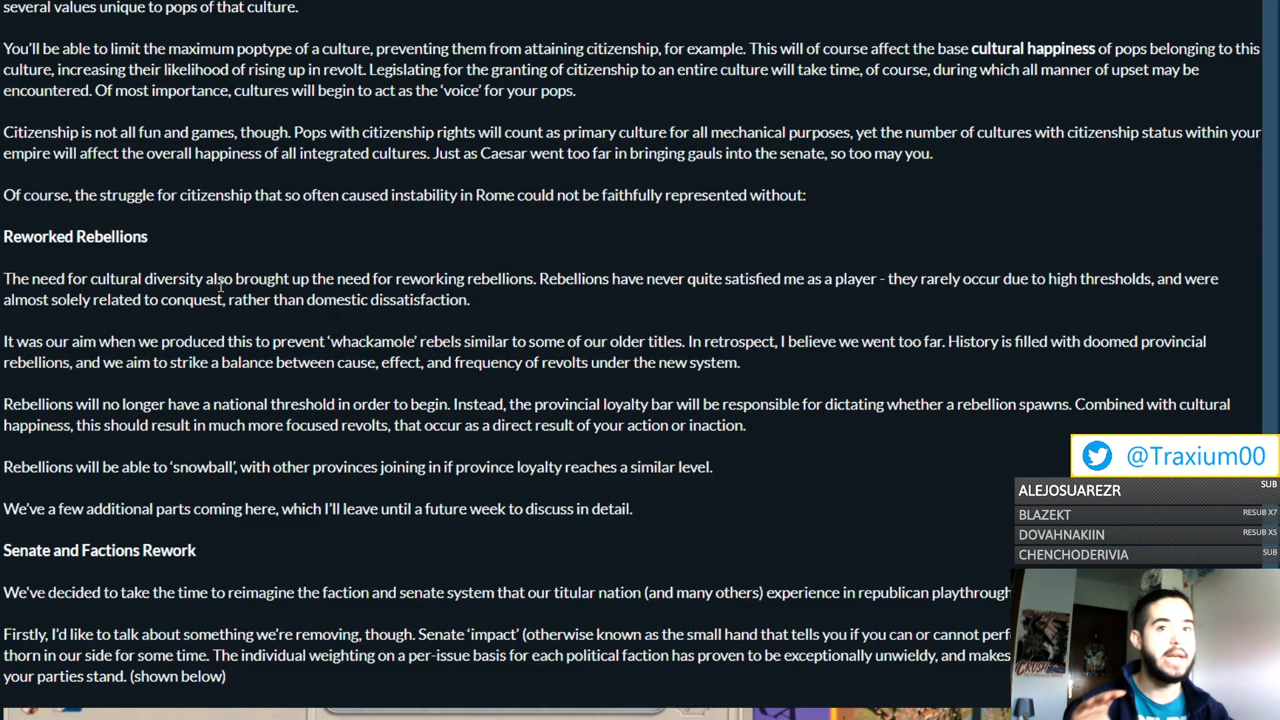 several values unique to pops of that culture.
You'll be able to limit the maximum poptype of a culture, preventing them from attaining citizenship, for example. This will of course affect the base cultural happiness of pops belonging to this
culture, increasing their likelihood of rising up in revolt. Legislating for the granting of citizenship to an entire culture will take time, of course, during which all manner of upset may be
encountered. Of most importance, cultures will begin to act as the 'voice' for your pops.
Citizenship is not all fun and games, though. Pops with citizenship rights will count as primary culture for all mechanical purposes, yet the number of cultures with citizenship status within your
empire will affect the overall happiness of all integrated cultures. Just as Caesar went too far in bringing gauls into the senate, so too may you.
Of course, the struggle for citizenship that so often caused instability in Rome could not be faithfully represented without:
Reworked Rebellions
The need for cultural diversity also brought up the need for reworking rebellions. Rebellions have never quite satisfied me as a player - they rarely occur due to high thresholds, and were
almost solely related to conquest, rather than domestic dissatisfaction.
It was our aim when we produced this to prevent 'whackamole' rebels similar to some of our older titles. In retrospect, I believe we went too far. History is filled with doomed provincial
rebellions, and we aim to strike a balance between cause, effect, and frequency of revolts under the new system.
Rebellions will no longer have a national threshold in order to begin. Instead, the provincial loyalty bar will be responsible for dictating whether a rebellion spawns. Combined with cultural
happiness, this should result in much more focused revolts, that occur as a direct result of your action or inaction.
Rebellions will be able to 'snowball', with other provinces joining in if province loyalty reaches a similar level.
We've a few additional parts coming here, which I'll leave until a future week to discuss in detail.
Senate and Factions Rework
We've decided to take the time to reimagine the faction and senate system that our titular nation (and many others) experience in republican playthrough
Firstly, I'd like to talk about something we're removing, though. Senate 'impact' (otherwise known as the small hand that tells you if you can or cannot perf
thorn in our side for some time. The individual weighting on a per-issue basis for each political faction has proven to be exceptionally unwieldy, and makes
your parties stand. (shown below)
@Traxium00
ALEJOSUAREZR SUB
BLAZEKT RESUB X7
DOVAHNAKIIN RESUB X5
CHENCHODERIVIA SUB
CRUSH